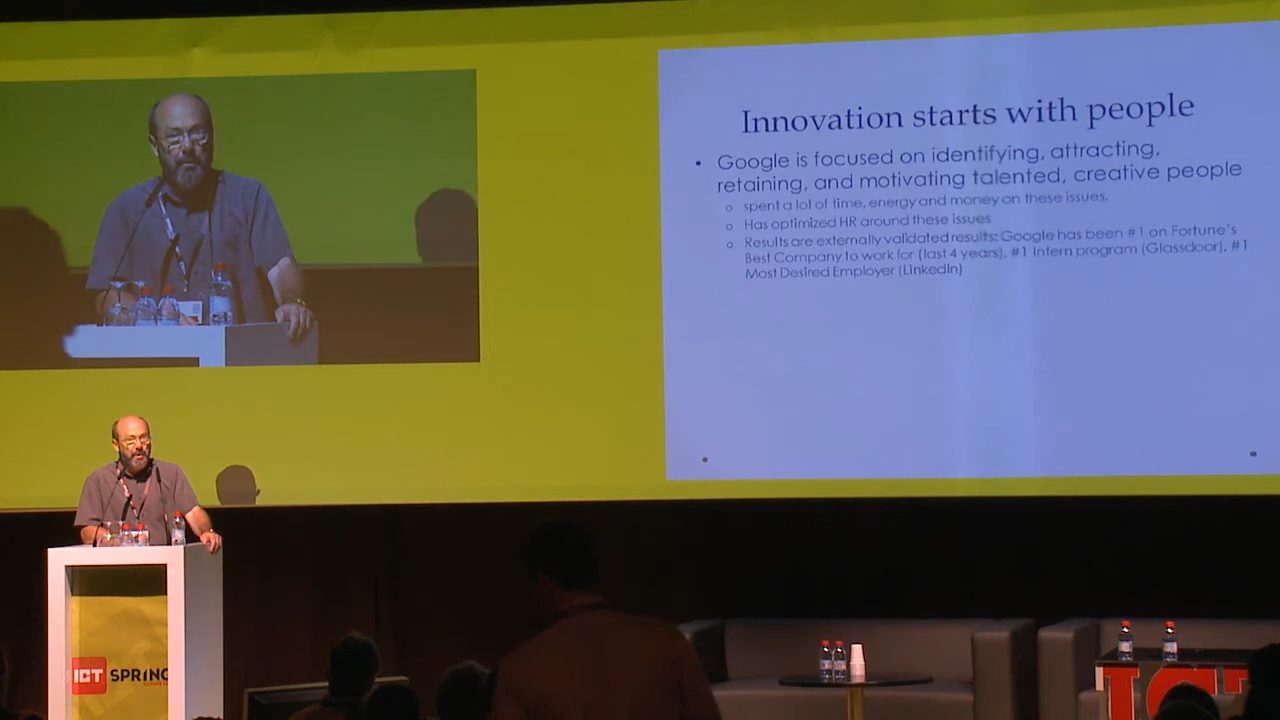 Innovation starts with people
• Google is focused on identifying, attracting,
retaining, and motivating talented, creative people
o spent a lot of time, energy and money on these issues.
o Has optimized HR around these issues
o Results are externally validated results: Google has been #1 on Fortune's
Best Company to work for (last 4 years), #1 Intern program (Glassdoor), #1
Most Desired Employer (LinkedIn)
ICT SPRING